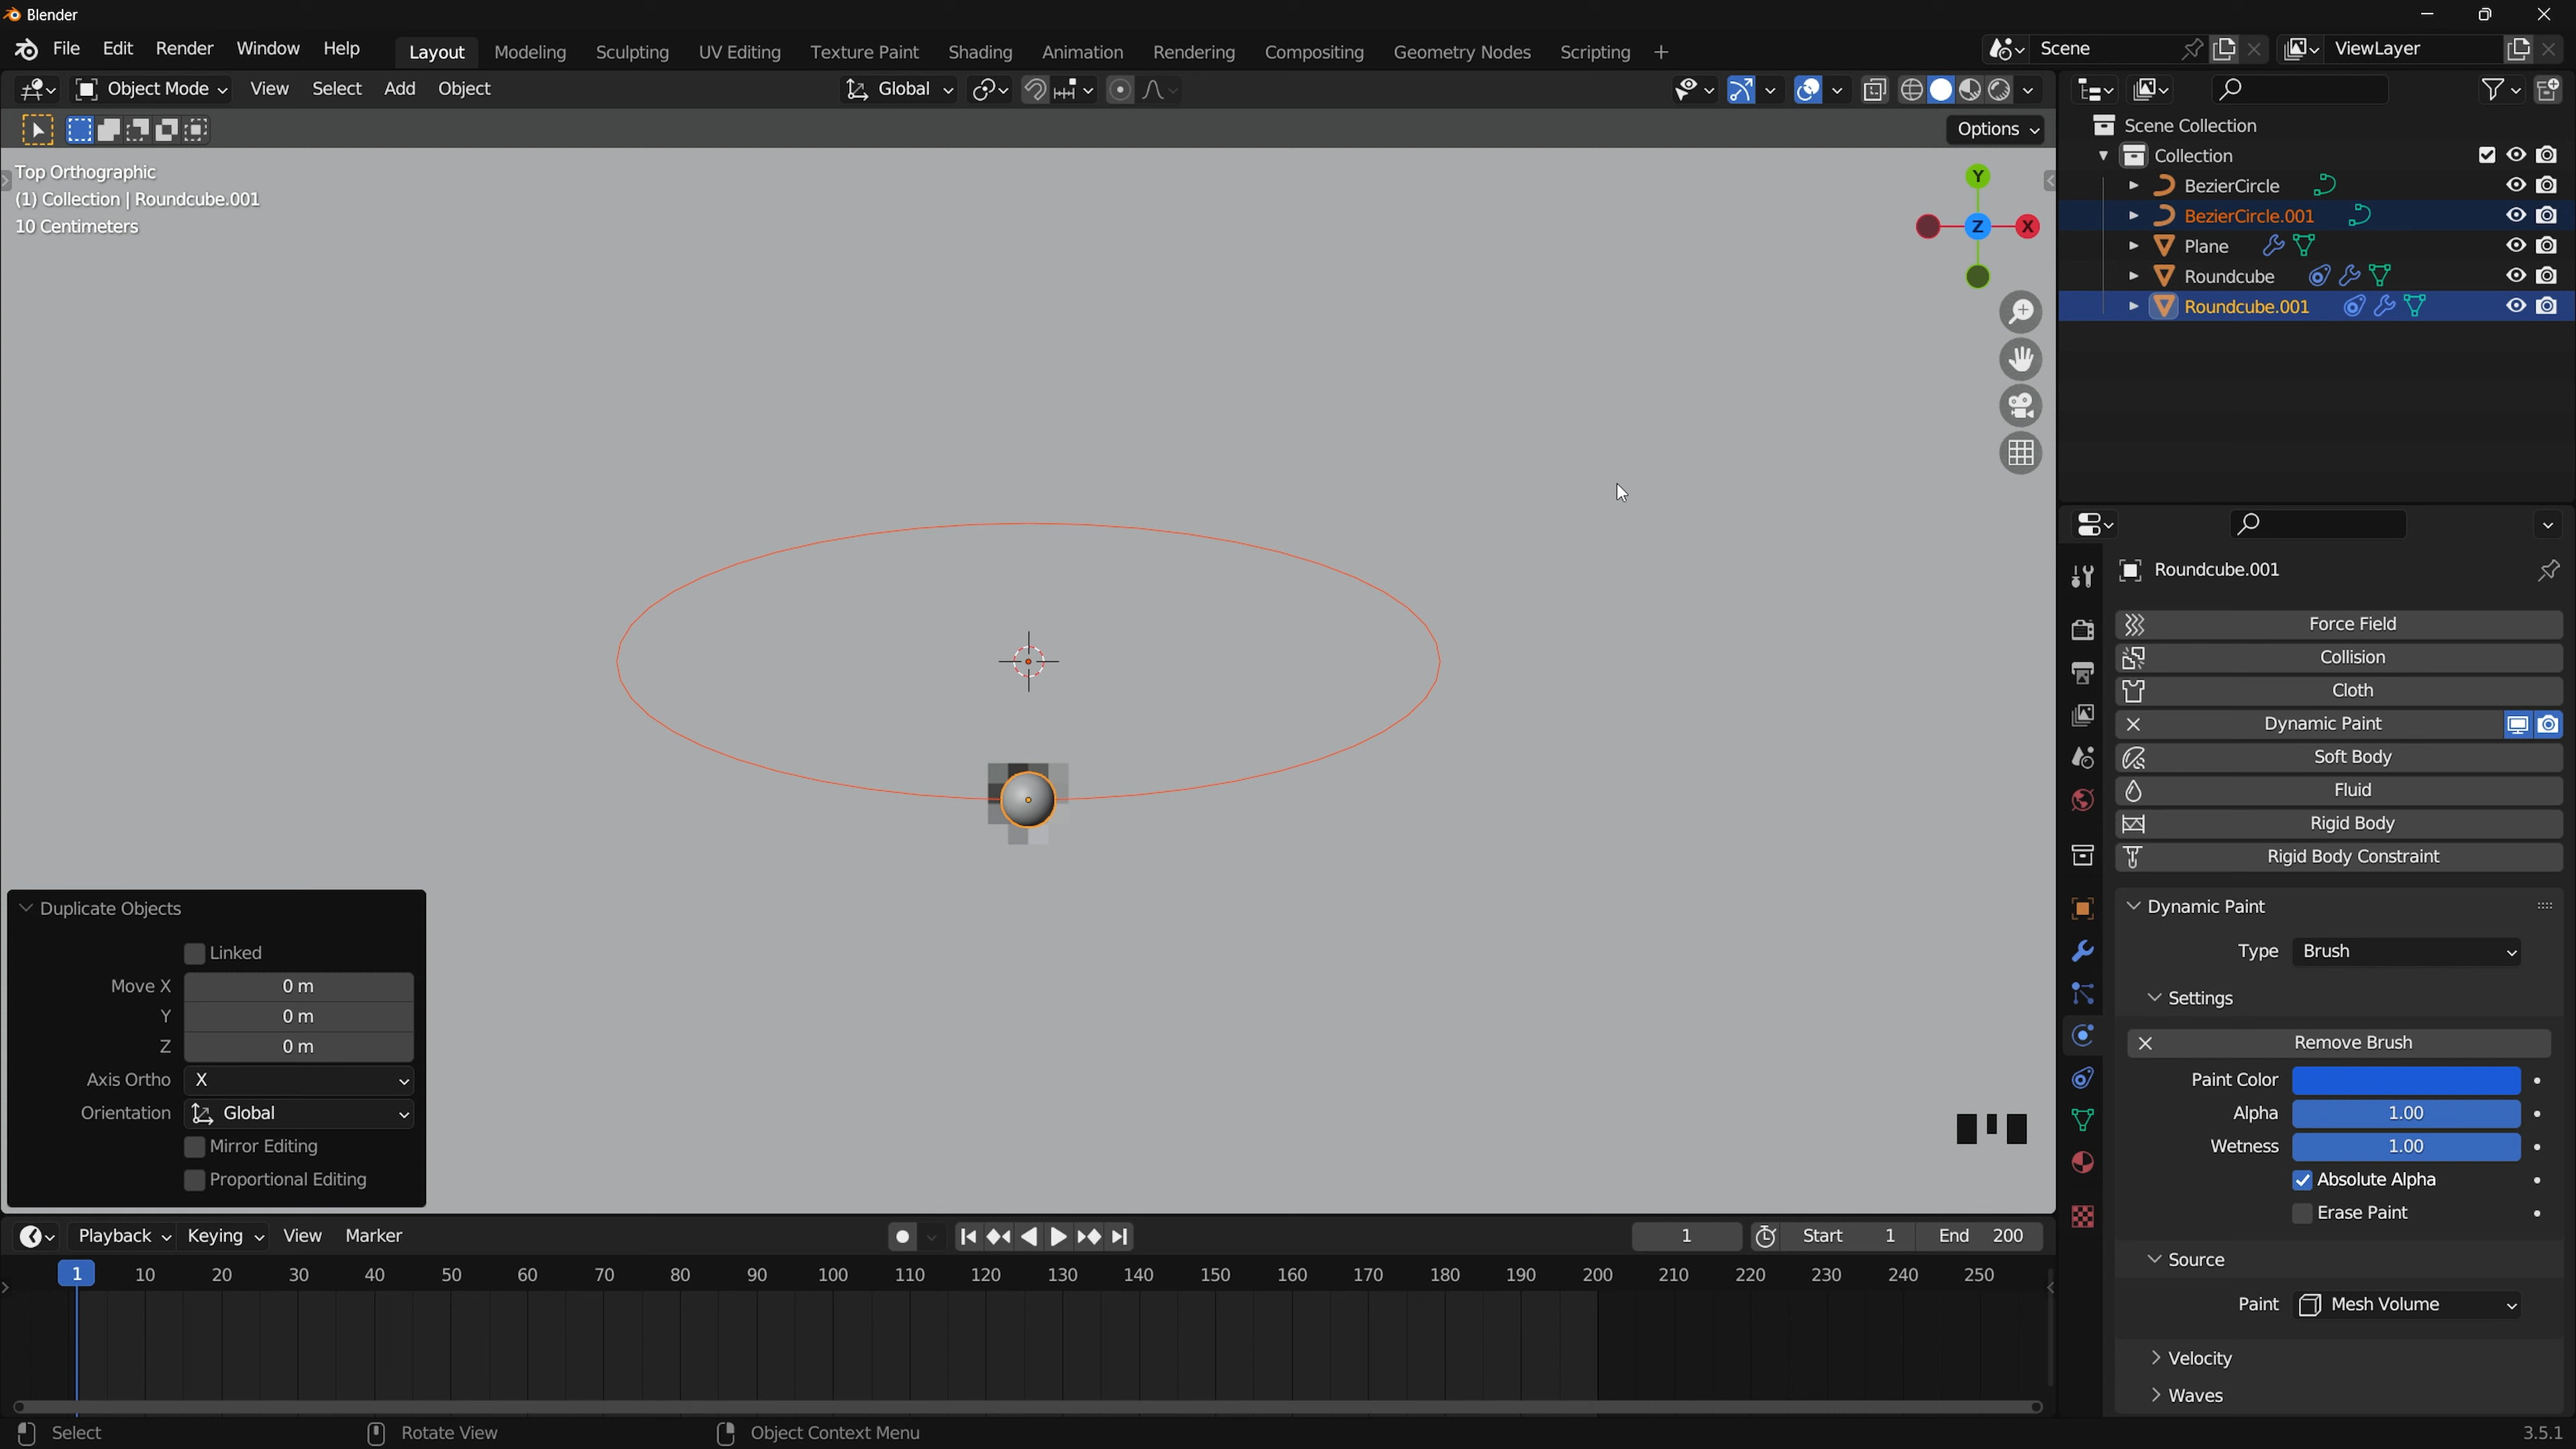 Blender
File Edit Render Window Help Layout Modeling Sculpting UV Editing Texture Paint Shading Animation Rendering Compositing Geometry Nodes Scripting + Scene ViewLayer
Object Mode View Select Add Object Global
Options
Top Orthographic
(1) Collection | Roundcube.001
10 Centimeters
Y
Z
X
Scene Collection
Collection
BezierCircle
BezierCircle.001
Plane
Roundcube
Roundcube.001
Roundcube.001
Force Field
Collision
Cloth
Dynamic Paint
Soft Body
Fluid
Rigid Body
Rigid Body Constraint
Dynamic Paint
Type Brush
Settings
Remove Brush
Paint Color
Alpha 1.00
Wetness 1.00
Absolute Alpha
Erase Paint
Source
Paint Mesh Volume
Velocity
Waves
Duplicate Objects
Linked
Move X 0 m
Y 0 m
Z 0 m
Axis Ortho X
Orientation Global
Mirror Editing
Proportional Editing
Playback Keying View Marker 1 Start 1 End 200
1 10 20 30 40 50 60 70 80 90 100 110 120 130 140 150 160 170 180 190 200 210 220 230 240 250
Select Rotate View Object Context Menu 3.5.1